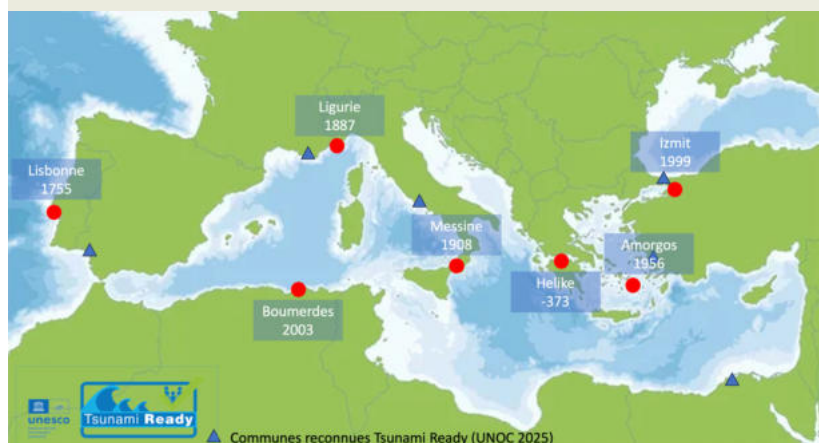 Ligurie
1887
Izmit
1999
Lisbonne
1755
Messine
1908
Amorgos
1956
Helike
-373
Boumerdes
2003
unesco
Tsunami Ready
Communes reconnues Tsunami Ready (UNOC 2025)